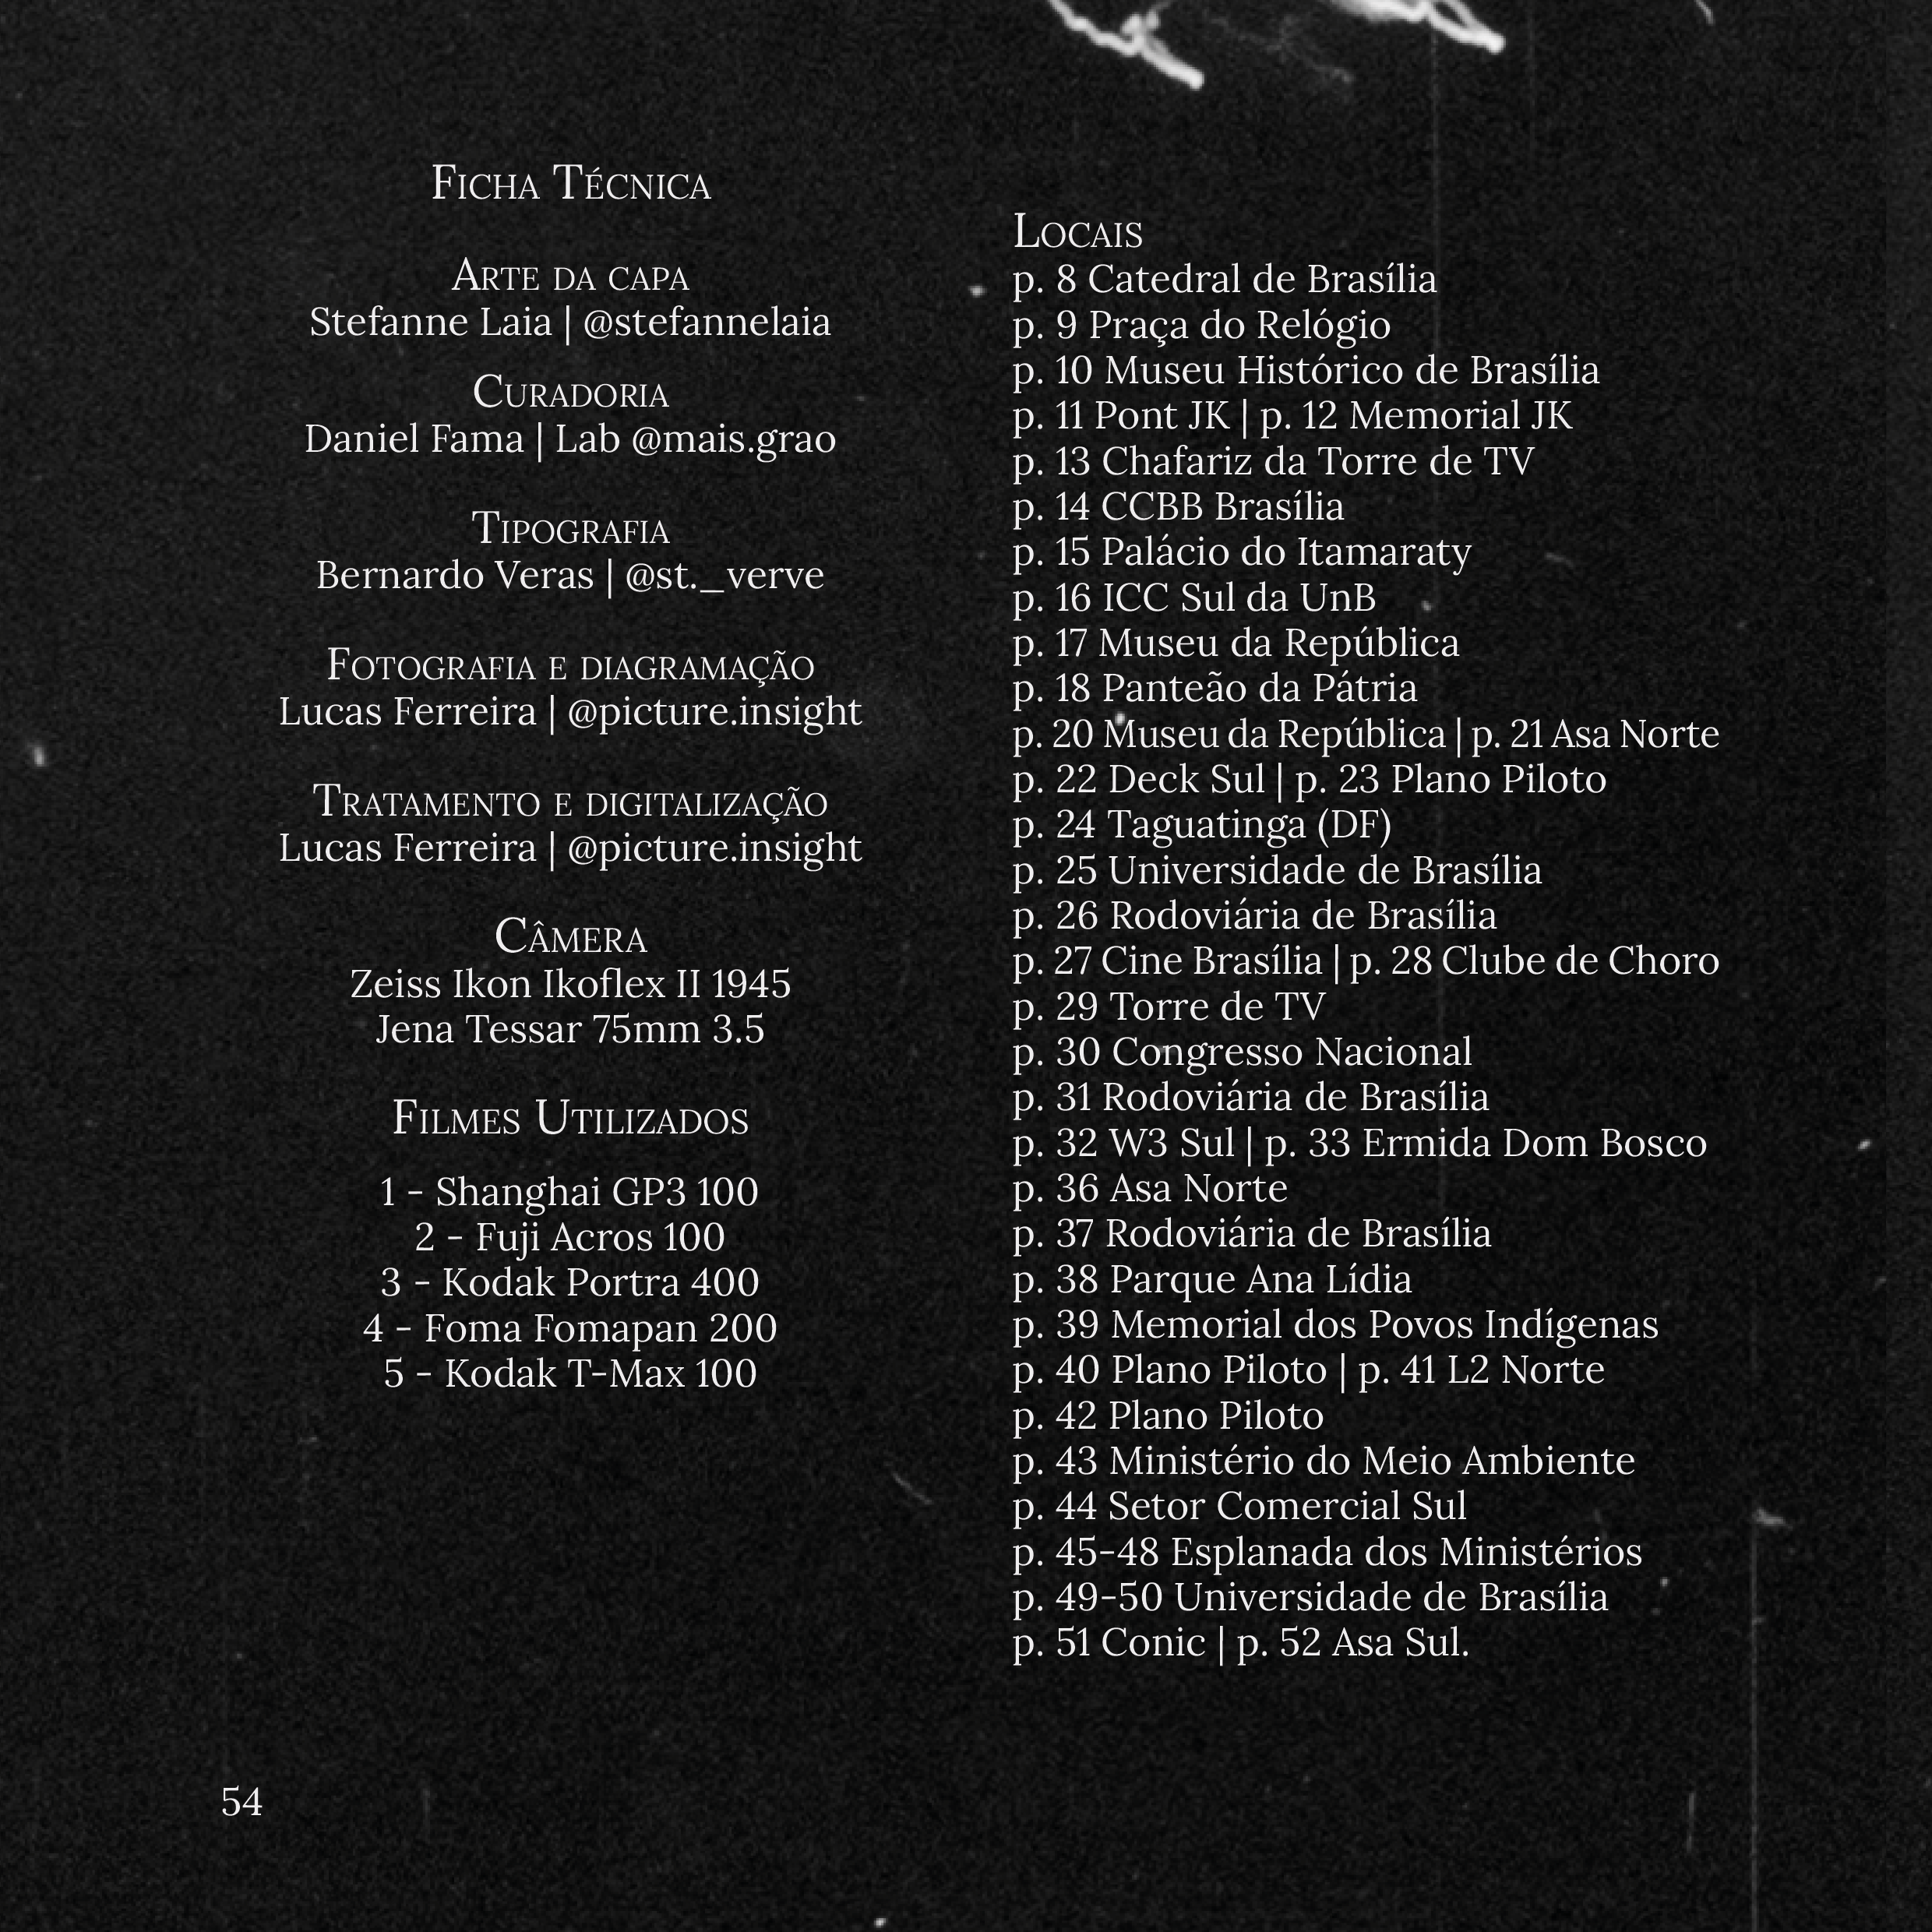 Ficha Técnica
Arte da capa
Stefanne Laia | @stefannelaia
Curadoria
Daniel Fama | Lab @mais.grao
Tipografia
Bernardo Veras | @st._verve
Fotografia e diagramação
Lucas Ferreira | @picture.insight
Tratamento e digitalização
Lucas Ferreira | @picture.insight
Câmera
Zeiss Ikon Ikoflex II 1945
Jena Tessar 75mm 3.5
Filmes Utilizados
1 - Shanghai GP3 100
2 - Fuji Acros 100
3 - Kodak Portra 400
4 - Foma Fomapan 200
5 - Kodak T-Max 100
Locais
p. 8 Catedral de Brasília
p. 9 Praça do Relógio
p. 10 Museu Histórico de Brasília
p. 11 Pont JK | p. 12 Memorial JK
p. 13 Chafariz da Torre de TV
p. 14 CCBB Brasília
p. 15 Palácio do Itamaraty
p. 16 ICC Sul da UnB
p. 17 Museu da República
p. 18 Panteão da Pátria
p. 20 Museu da República | p. 21 Asa Norte
p. 22 Deck Sul | p. 23 Plano Piloto
p. 24 Taguatinga (DF)
p. 25 Universidade de Brasília
p. 26 Rodoviária de Brasília
p. 27 Cine Brasília | p. 28 Clube de Choro
p. 29 Torre de TV
p. 30 Congresso Nacional
p. 31 Rodoviária de Brasília
p. 32 W3 Sul | p. 33 Ermida Dom Bosco
p. 36 Asa Norte
p. 37 Rodoviária de Brasília
p. 38 Parque Ana Lídia
p. 39 Memorial dos Povos Indígenas
p. 40 Plano Piloto | p. 41 L2 Norte
p. 42 Plano Piloto
p. 43 Ministério do Meio Ambiente
p. 44 Setor Comercial Sul
p. 45-48 Esplanada dos Ministérios
p. 49-50 Universidade de Brasília
p. 51 Conic | p. 52 Asa Sul.
54